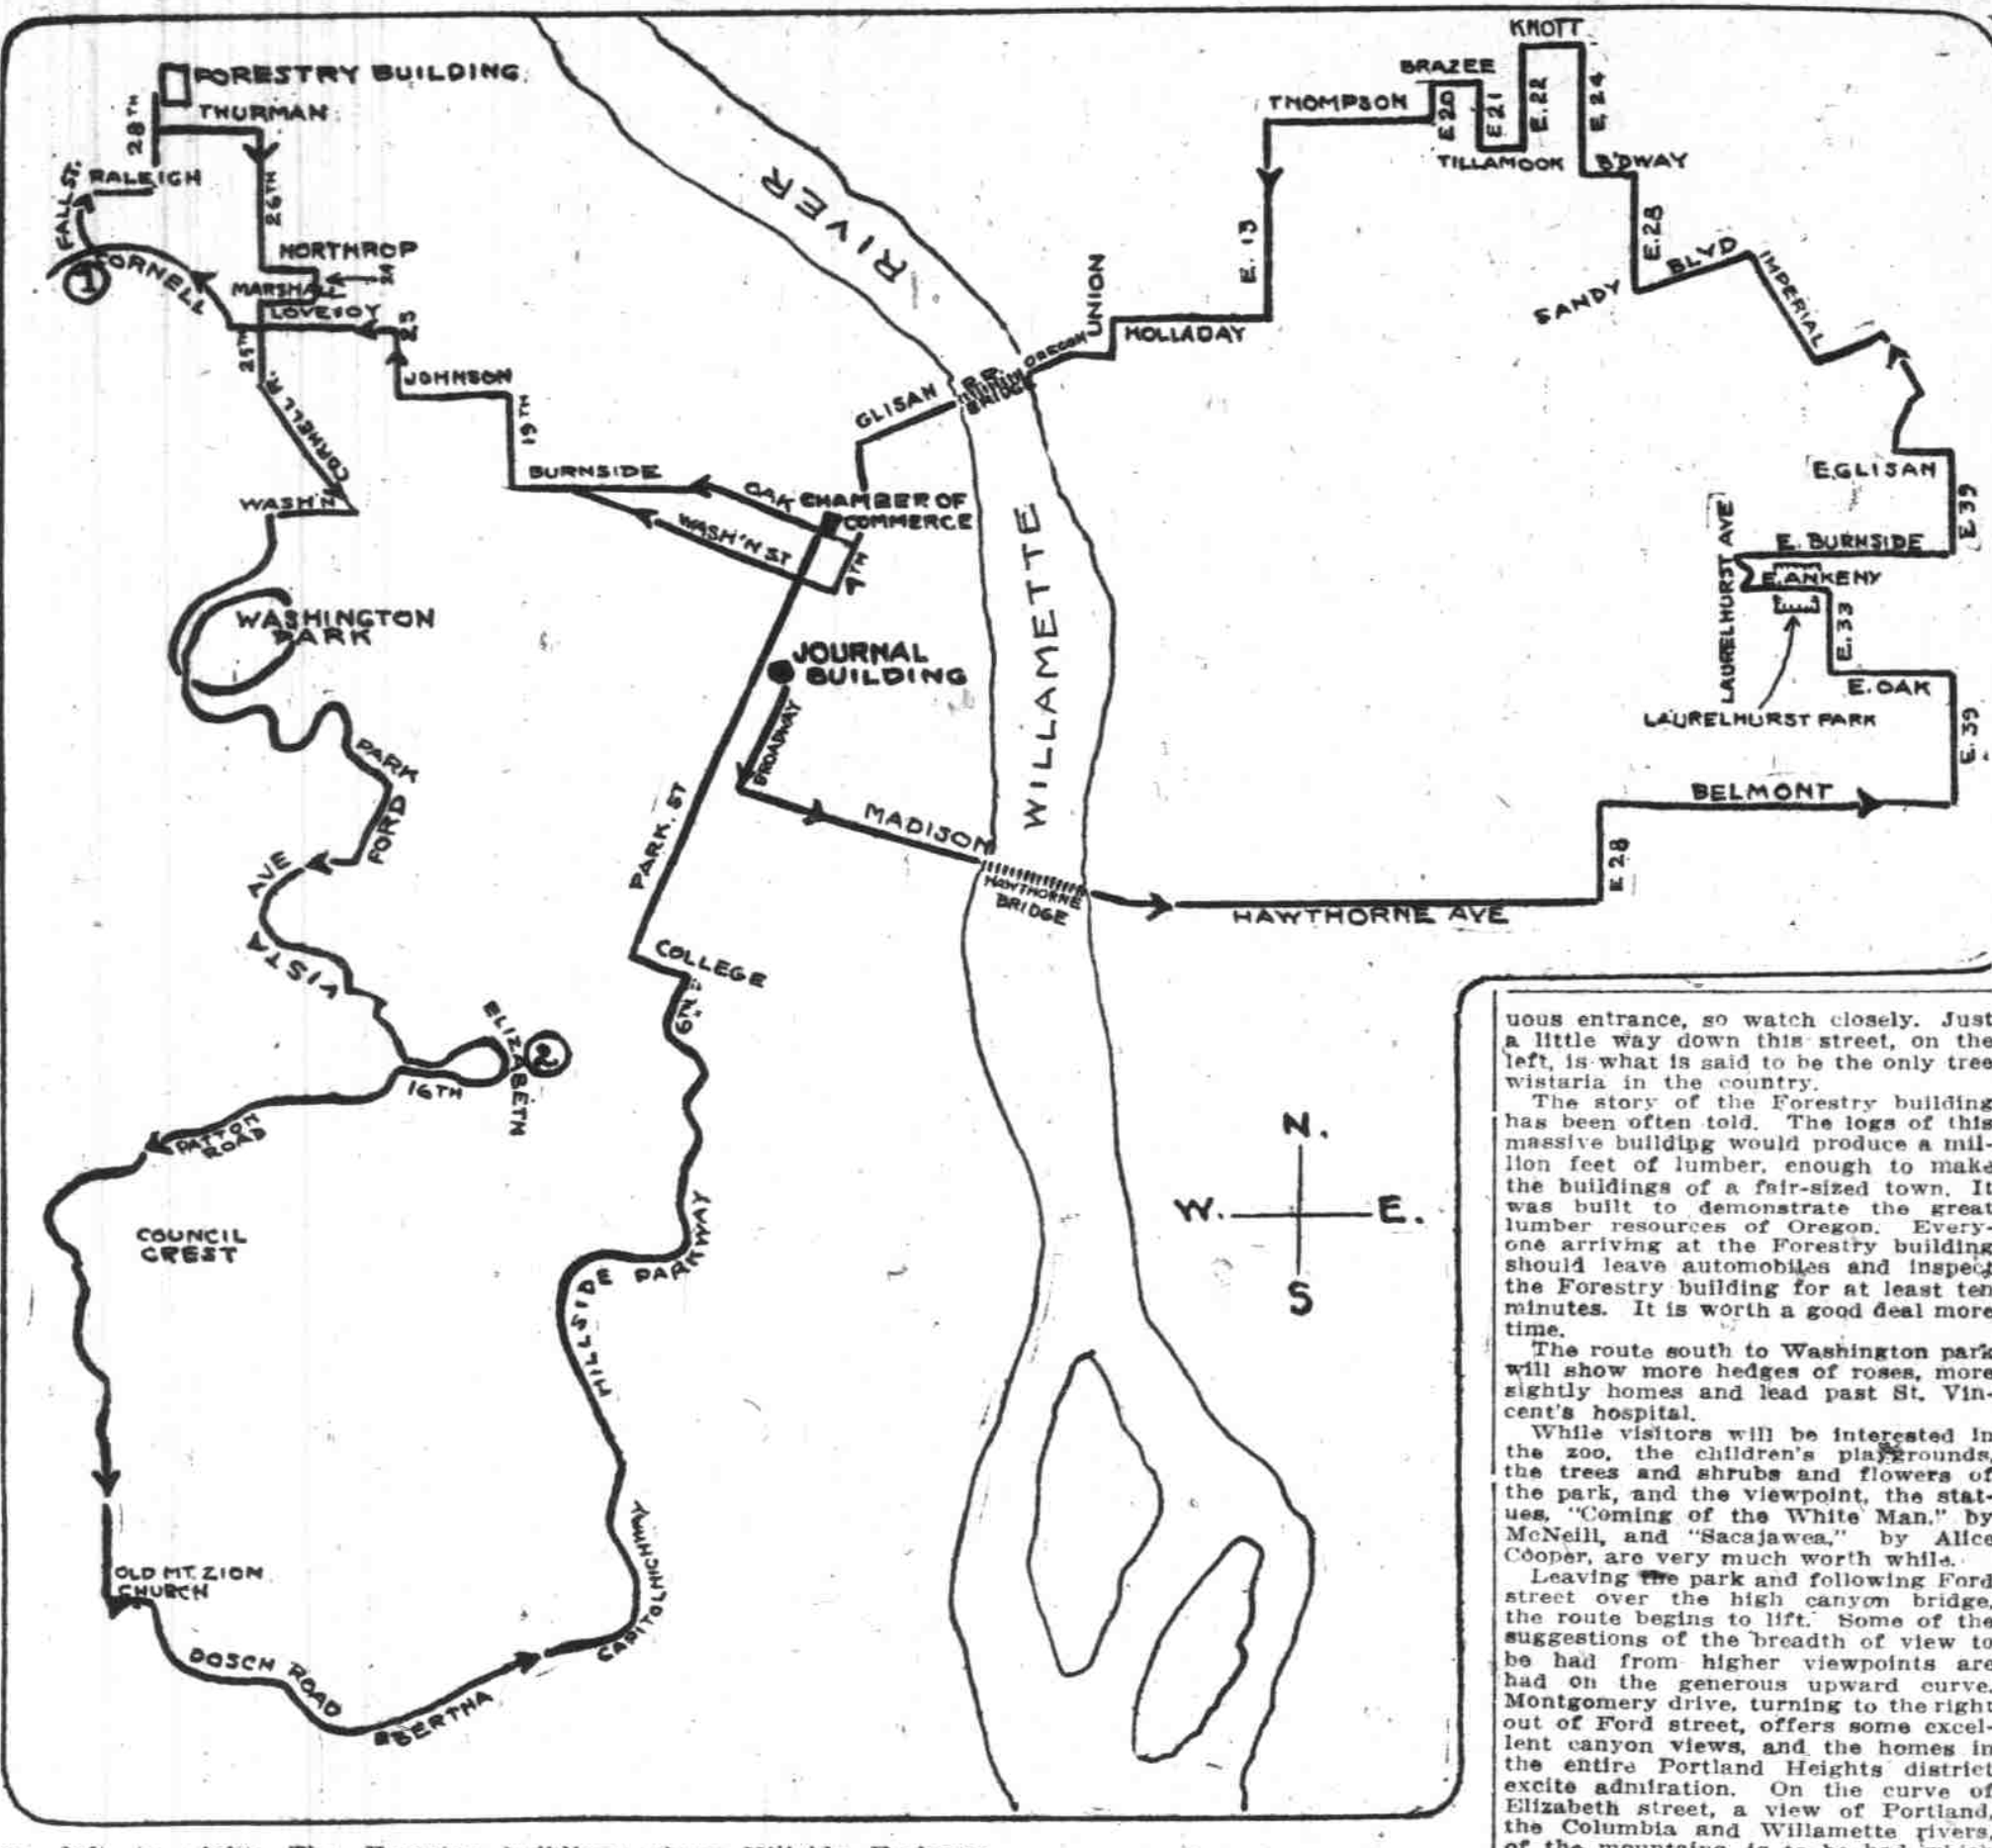 KNOTT
FORESTRY BUILDING
BRAZEE
THURMAN
THOMPSON
28TH
E 20
E 21
E. 22
E. 24
TILLAMOOK
B'DWAY
RALEIGH
FALL ST.
26TH
E. 28
NORTHROP
SANDY BLVD
IMPERIAL
CORNELL
1
MARSHALL
24
LOVEJOY
25
25TH
RIVER
E. 13
UNION
HOLLADAY
OREGON
R.R.
BRIDGE
GLISAN
JOHNSON
19TH
CORNELL R.
BURNSIDE
OAK
CHAMBER OF
COMMERCE
WASH'N
WASH'N ST
7TH
E. GLISAN
E 39
E. BURNSIDE
LAURELHURST AVE
E. ANKENY
E. 33
E. OAK
LAURELHURST PARK
E. 39
WASHINGTON
PARK
JOURNAL
BUILDING
WILLAMETTE
BROADWAY
PARK
FORD
PARK. ST
MADISON
HAWTHORNE
BRIDGE
BELMONT
E 28
HAWTHORNE AVE
VISTA AVE
COLLEGE
6TH
ELIZABETH
2
16TH
PATTON
ROAD
COUNCIL
CREST
N.
W.
E.
S
HILLSIDE PARKWAY
OLD MT. ZION
CHURCH
CAPITOL HIGHWAY
DOSCH ROAD
BERTHA
uous entrance, so watch closely. Just
a little way down this street, on the
left, is what is said to be the only tree
wistaria in the country.
The story of the Forestry building
has been often told. The logs of this
massive building would produce a mil-
lion feet of lumber, enough to make
the buildings of a fair-sized town. It
was built to demonstrate the great
lumber resources of Oregon. Every-
one arriving at the Forestry building
should leave automobiles and inspect
the Forestry building for at least ten
minutes. It is worth a good deal more
time.
The route south to Washington park
will show more hedges of roses, more
sightly homes and lead past St. Vin-
cent's hospital.
While visitors will be interested in
the zoo, the children's playgrounds,
the trees and shrubs and flowers of
the park, and the viewpoint, the stat-
ues, "Coming of the White Man," by
McNeill, and "Sacajawea," by Alice
Cooper, are very much worth while.
Leaving the park and following Ford
street over the high canyon bridge,
the route begins to lift. Some of the
suggestions of the breadth of view to
be had from higher viewpoints are
had on the generous upward curve.
Montgomery drive, turning to the right
out of Ford street, offers some excel-
lent canyon views, and the homes in
the entire Portland Heights district
excite admiration. On the curve of
Elizabeth street, a view of Portland,
the Columbia and Willamette rivers,